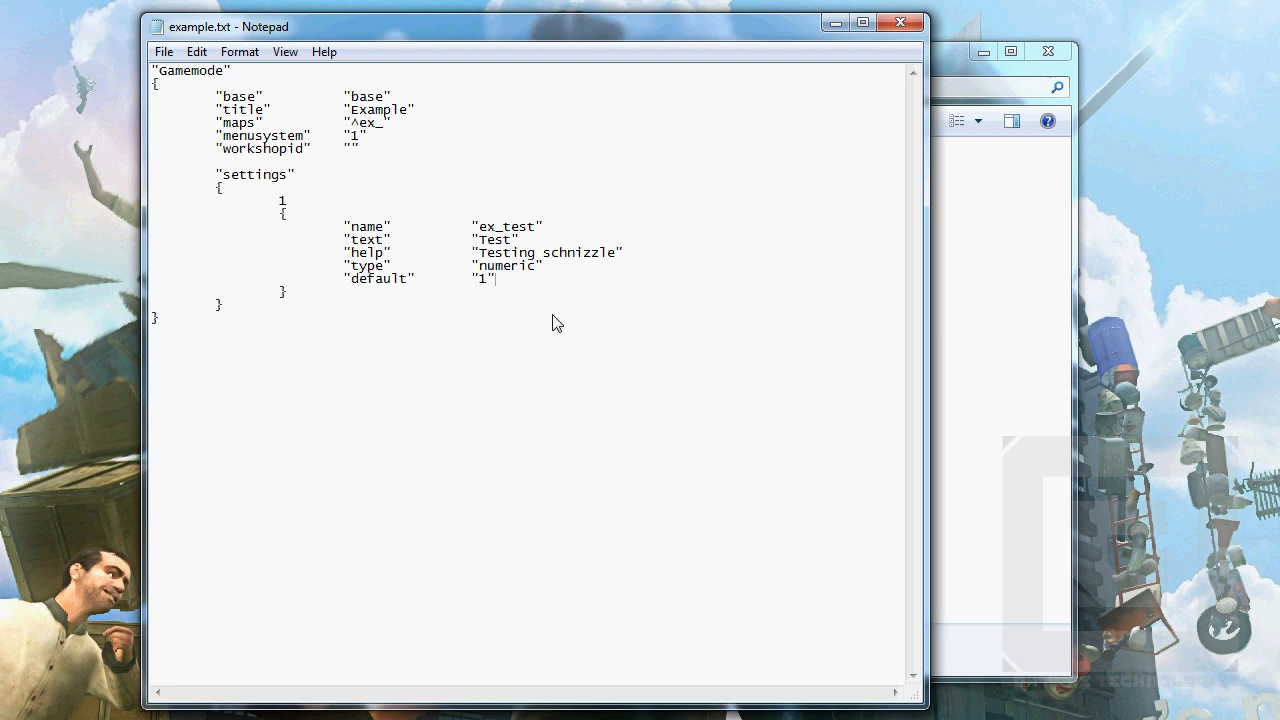 example.txt - Notepad
File Edit Format View Help
"Gamemode"
{
"base" "base"
"title" "Example"
"maps" "^ex_"
"menusystem" "1"
"workshopid" ""
"settings"
{
1
{
"name" "ex_test"
"text" "Test"
"help" "Testing schnizzle"
"type" "numeric"
"default" "1"
}
}
}